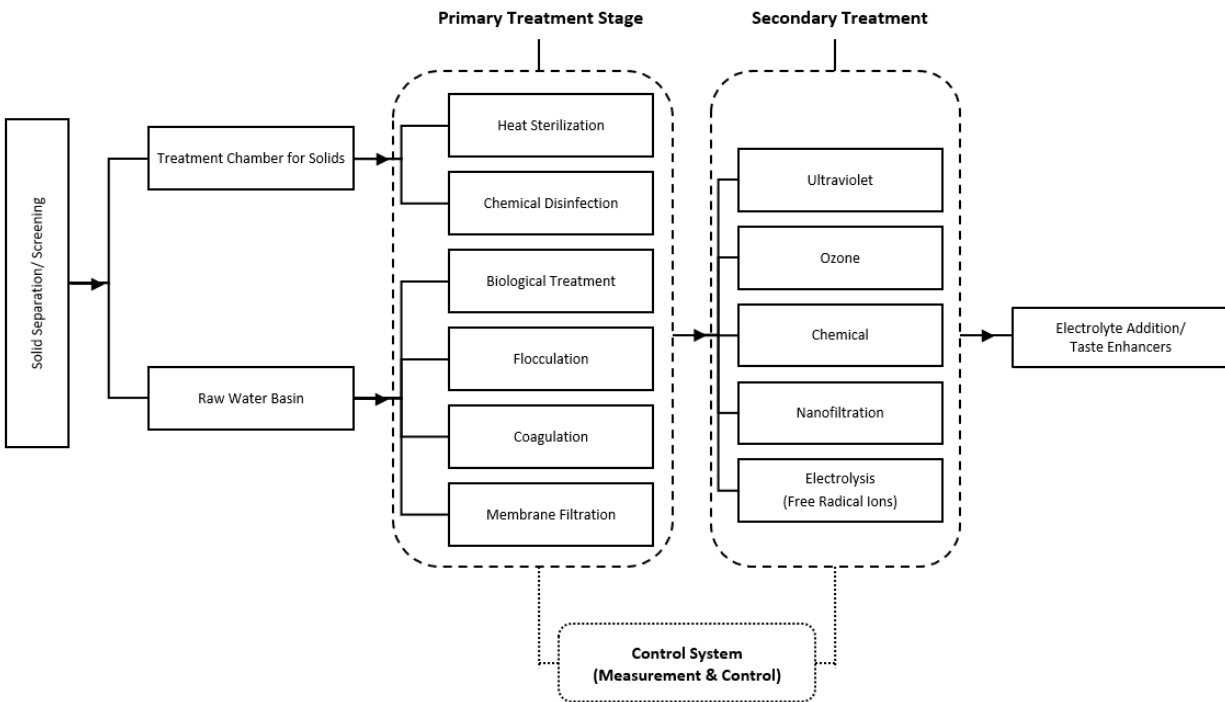 Primary Treatment Stage
Secondary Treatment
Solid Separation/ Screening
Treatment Chamber for Solids
Raw Water Basin
Heat Sterilization
Chemical Disinfection
Biological Treatment
Flocculation
Coagulation
Membrane Filtration
Ultraviolet
Ozone
Chemical
Nanofiltration
Electrolysis
(Free Radical Ions)
Electrolyte Addition/
Taste Enhancers
Control System
(Measurement & Control)